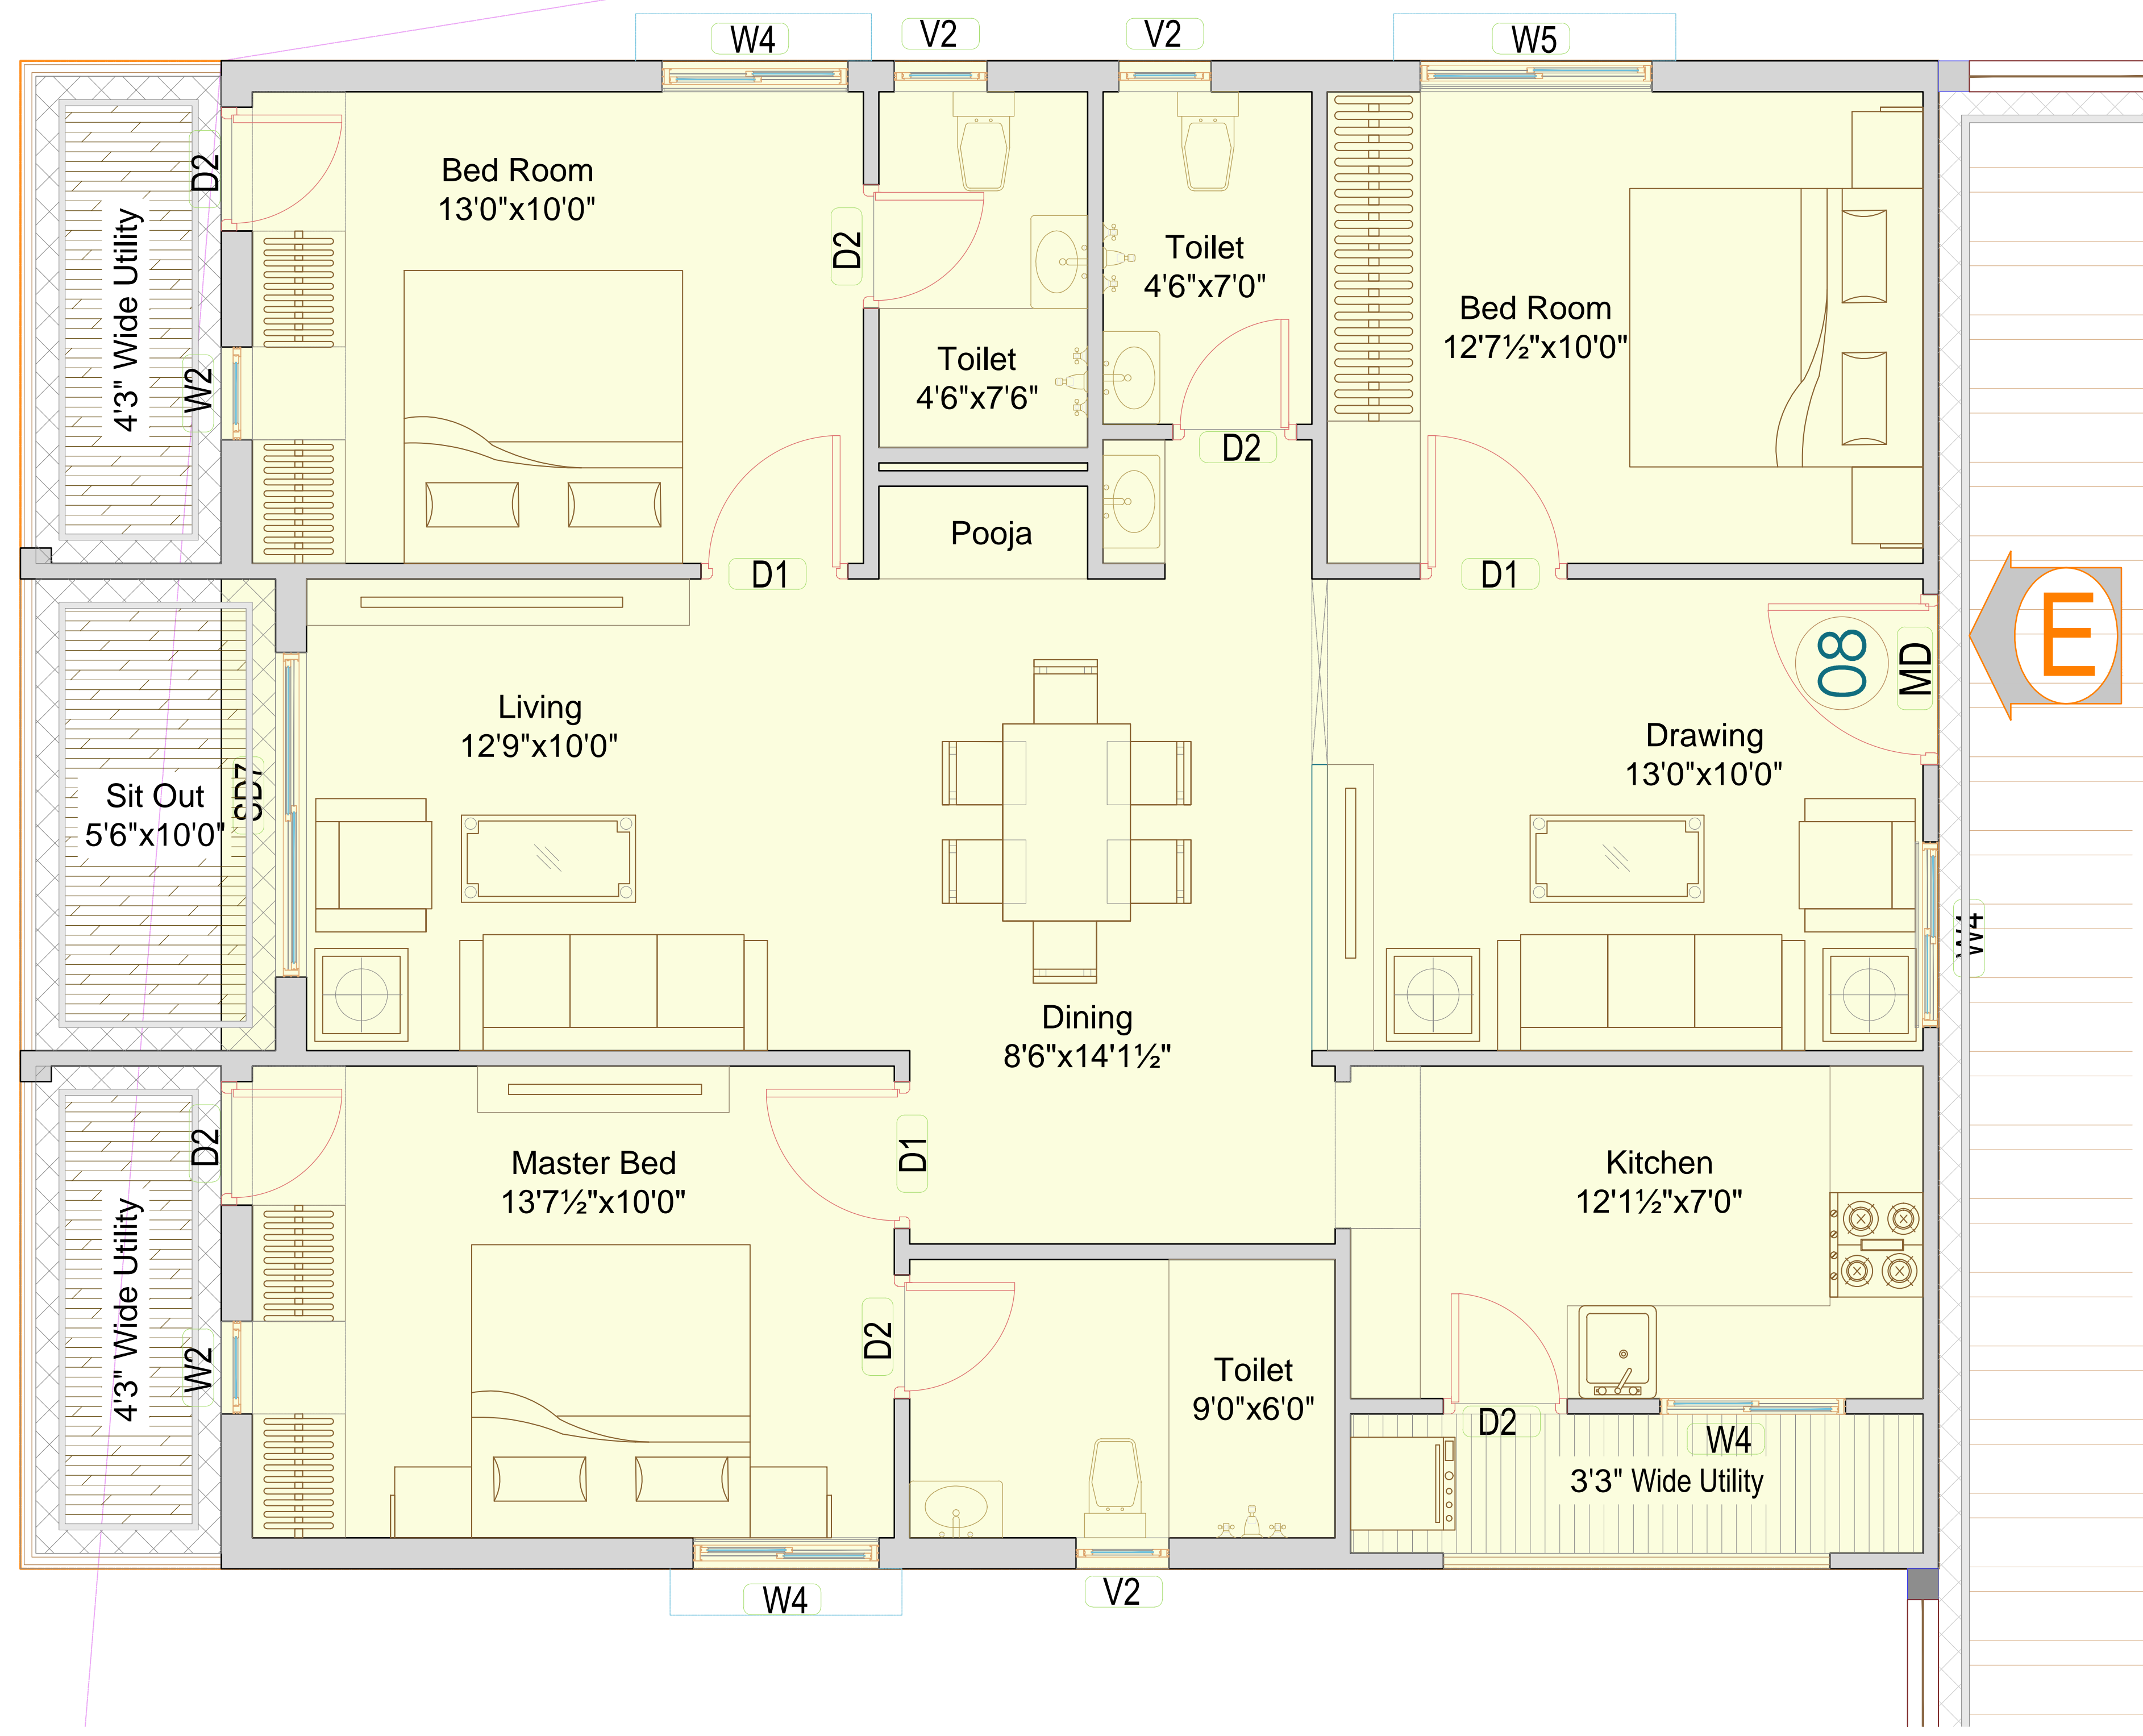 W4
V2
V2
W5
D2
Bed Room
13'0"x10'0"
4'3" Wide Utility
D2
Toilet
4'6"x7'0"
Bed Room
12'7½"x10'0"
Toilet
4'6"x7'6"
W2
D2
Pooja
D1
D1
E
08
MD
Living
12'9"x10'0"
Drawing
13'0"x10'0"
Sit Out
5'6"x10'0"
SD7
W4
Dining
8'6"x14'1½"
D2
Master Bed
13'7½"x10'0"
D1
Kitchen
12'1½"x7'0"
4'3" Wide Utility
W2
D2
Toilet
9'0"x6'0"
D2
W4
3'3" Wide Utility
W4
V2